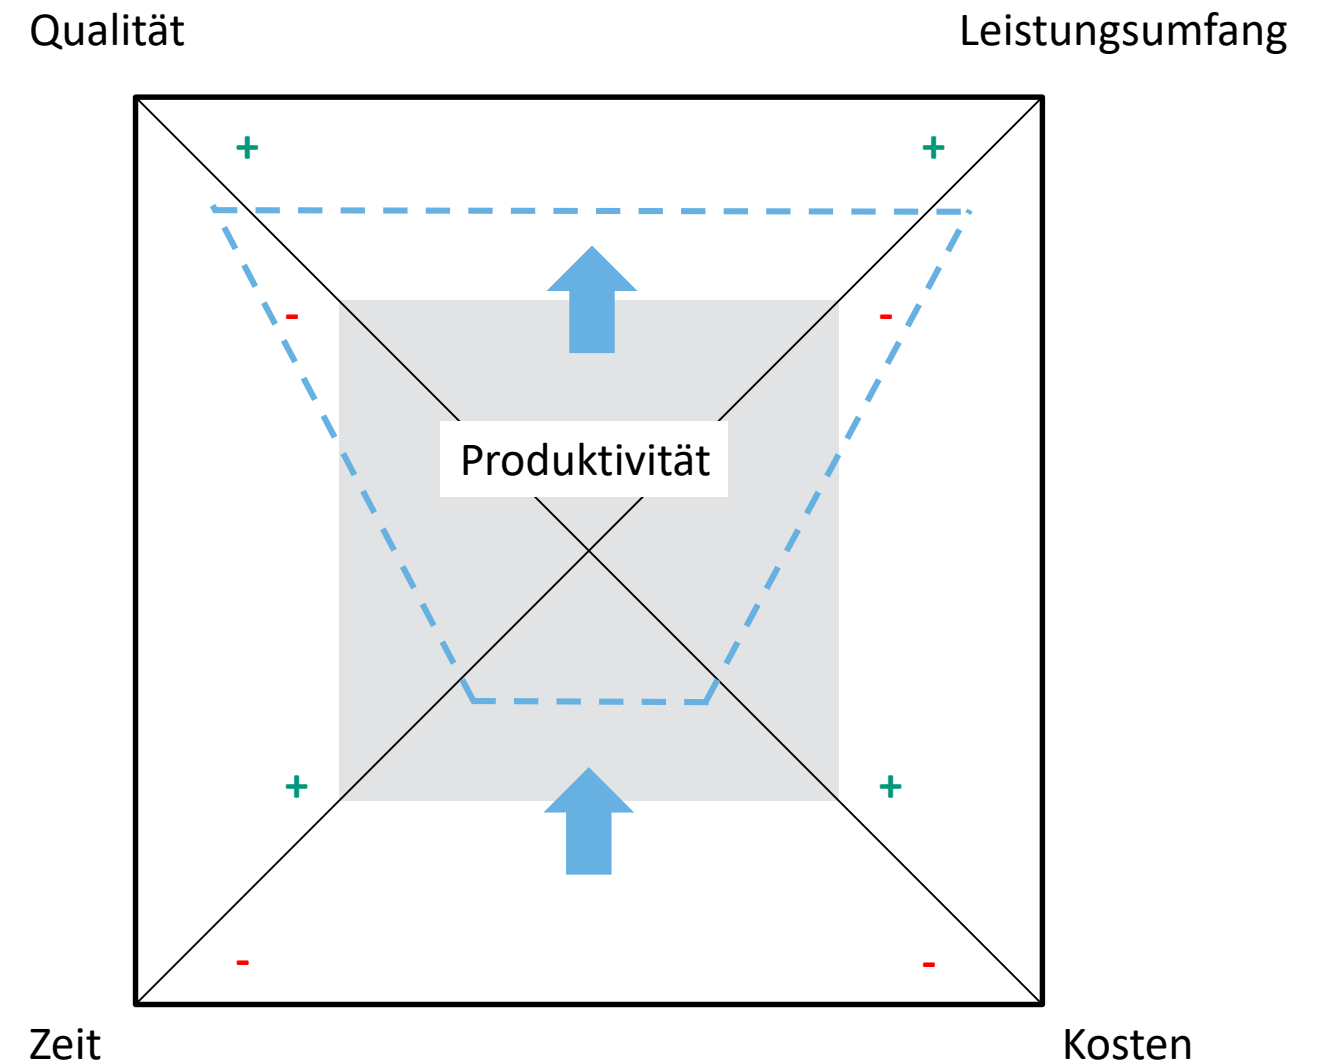 Qualität
Leistungsumfang
+
+
-
-
Produktivität
+
+
-
-
Zeit
Kosten